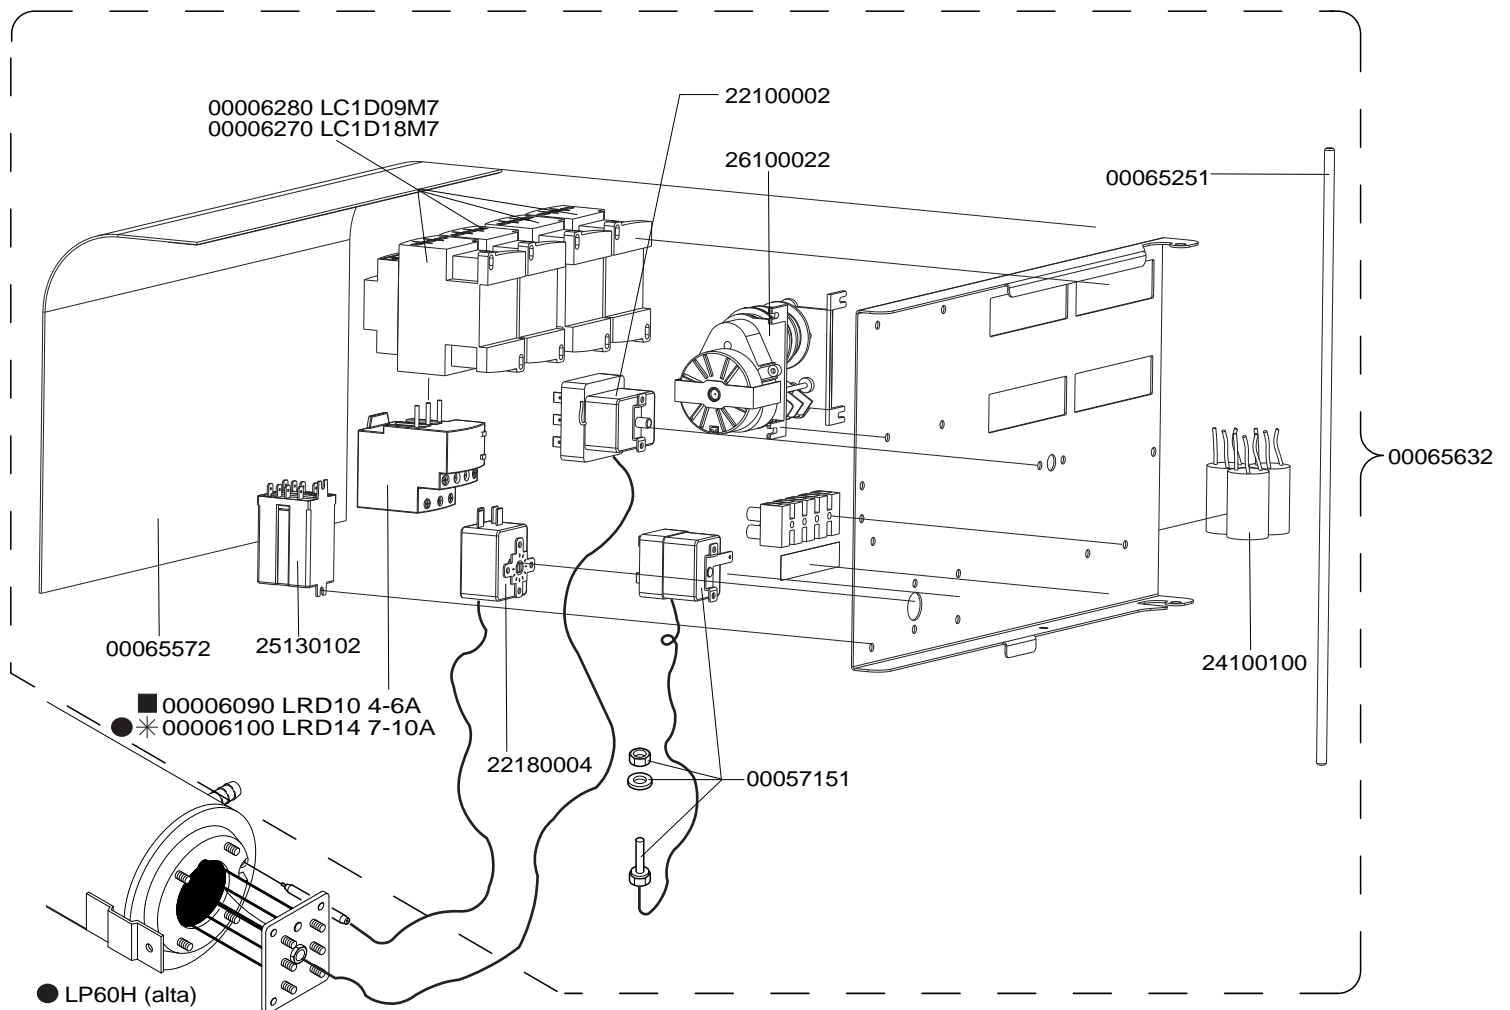 00006280 LC1D09M7
00006270 LC1D18M7
22100002
26100022
00065251
00065632
00065572
25130102
24100100
■ 00006090 LRD10 4-6A
● ✳ 00006100 LRD14 7-10A
22180004
00057151
● LP60H (alta)